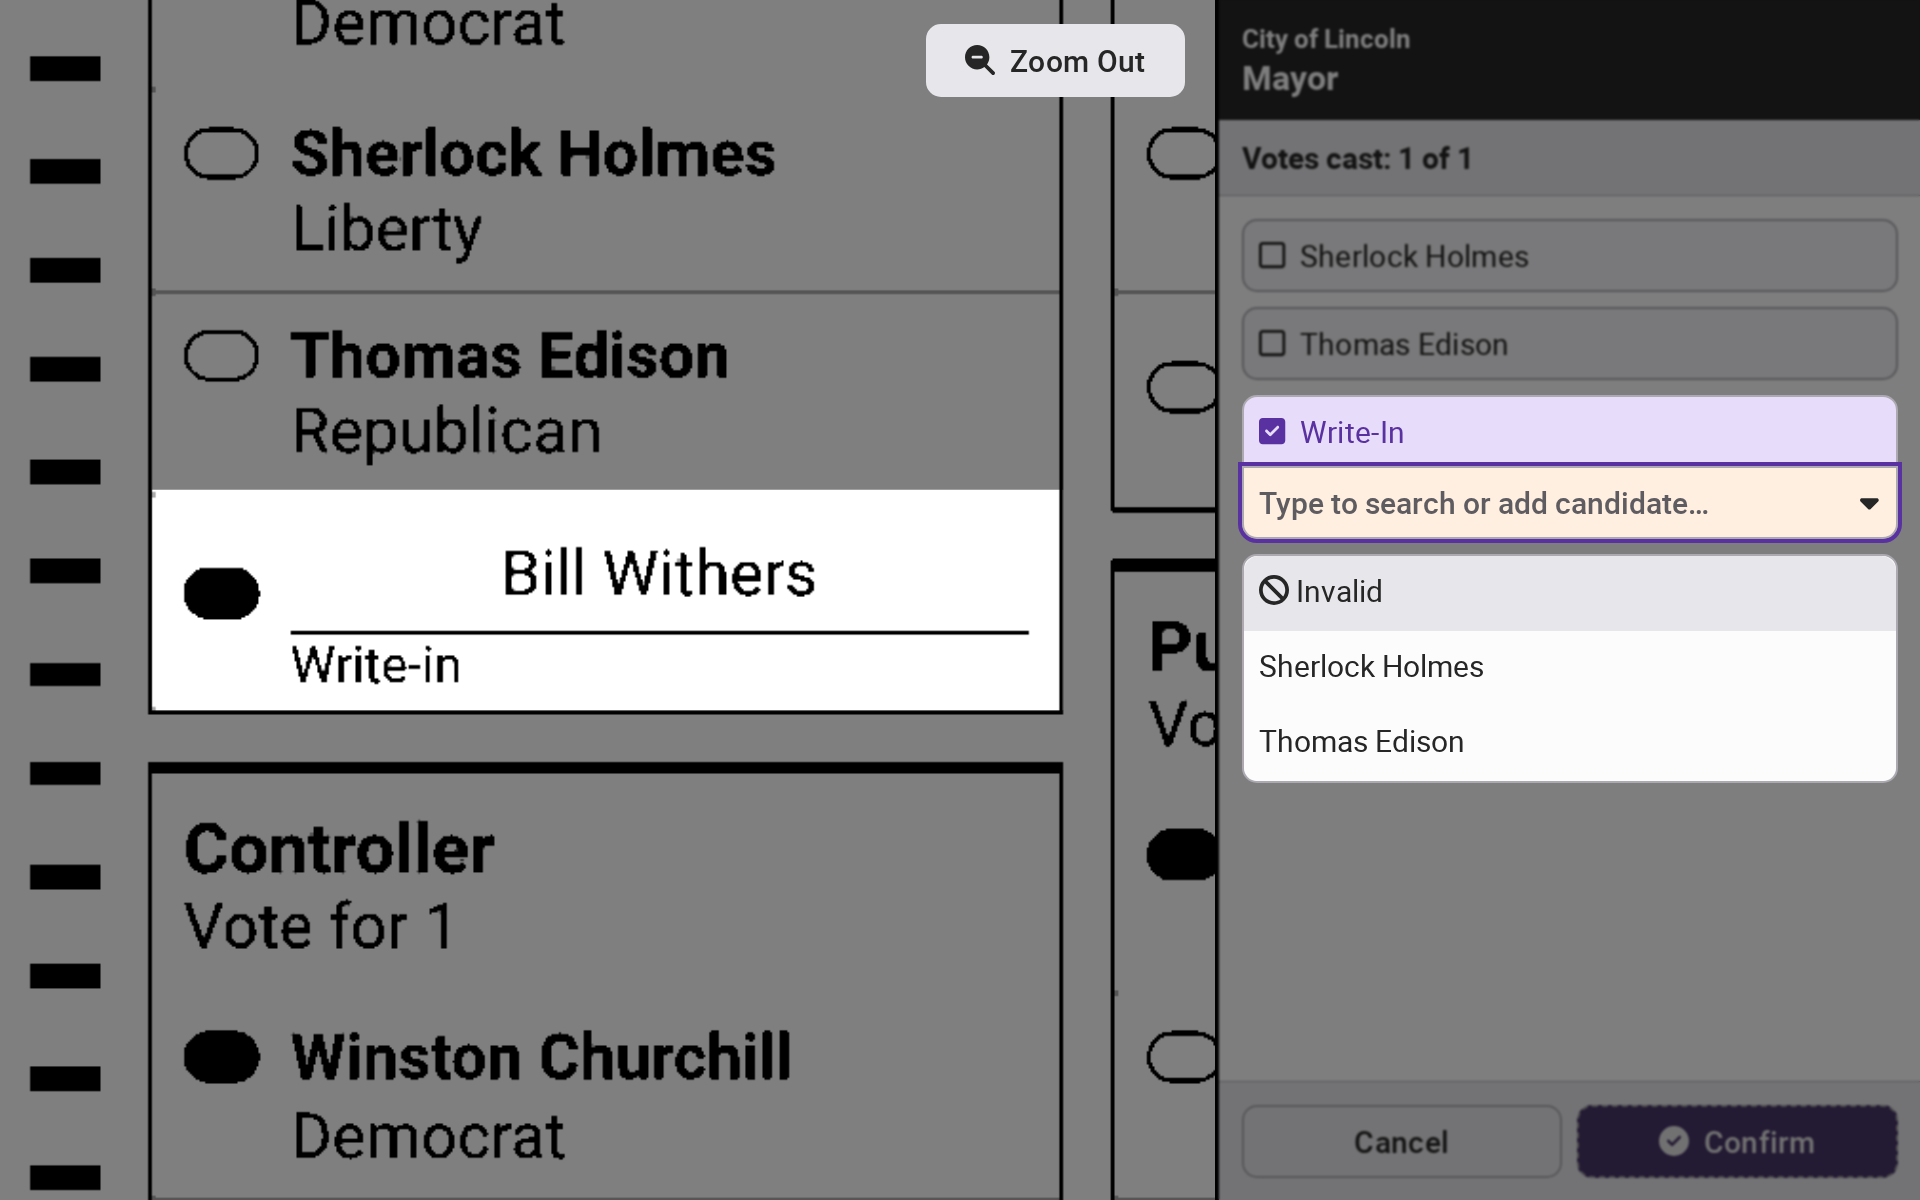 Democrat
Sherlock Holmes
Liberty
Thomas Edison
Republican
Bill Withers
Write-in
Controller
Vote for 1
Winston Churchill
Democrat
Zoom Out
City of Lincoln
Mayor
Votes cast: 1 of 1
Sherlock Holmes
Thomas Edison
Write-In
Type to search or add candidate...
Invalid
Sherlock Holmes
Thomas Edison
Cancel
Confirm